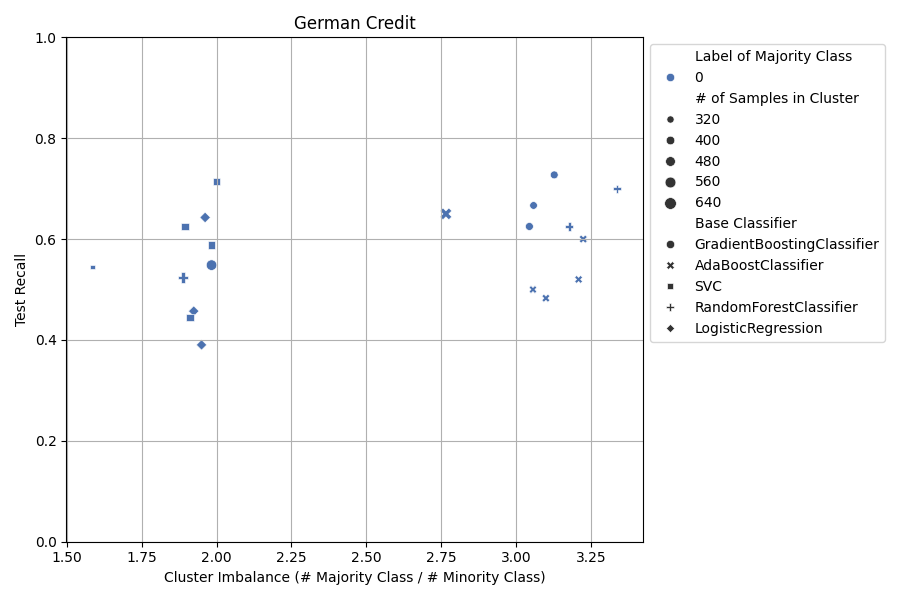 German Credit
Test Recall
1.0
0.8
0.6
0.4
0.2
0.0
1.50 1.75 2.00 2.25 2.50 2.75 3.00 3.25
Cluster Imbalance (# Majority Class / # Minority Class)
Label of Majority Class
0
# of Samples in Cluster
320
400
480
560
640
Base Classifier
GradientBoostingClassifier
AdaBoostClassifier
SVC
RandomForestClassifier
LogisticRegression